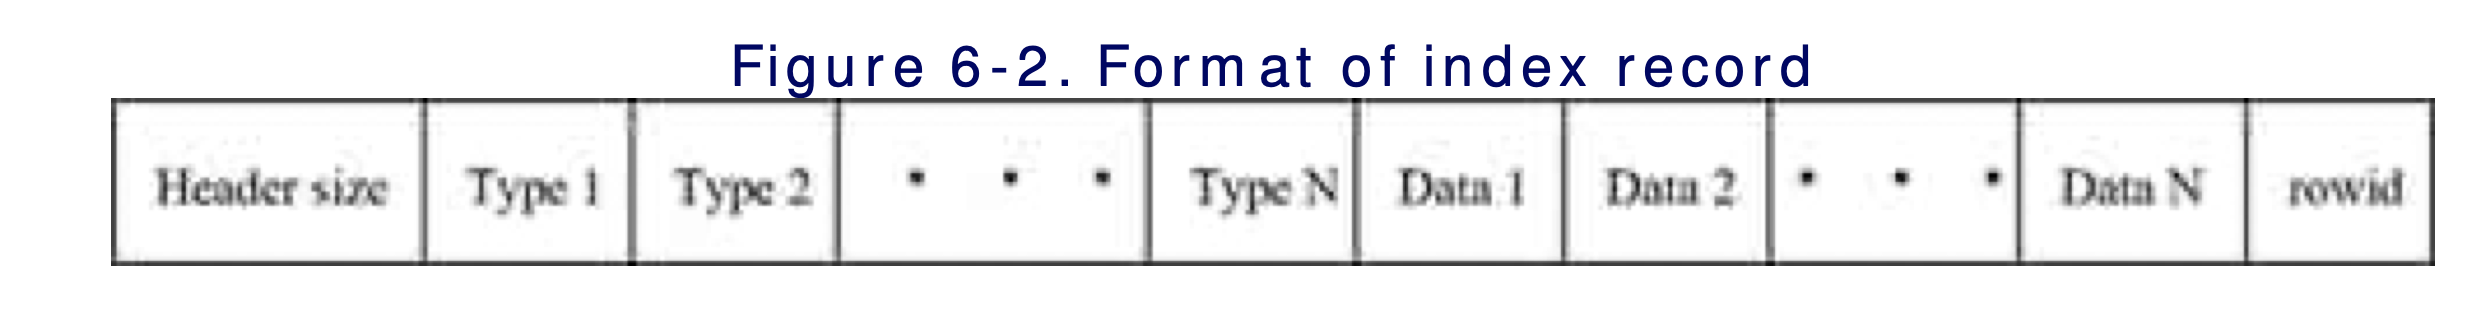 Figure 6-2. Format of index record
Header size Type 1 Type 2 • • • Type N Data 1 Data 2 • • • Data N rowid